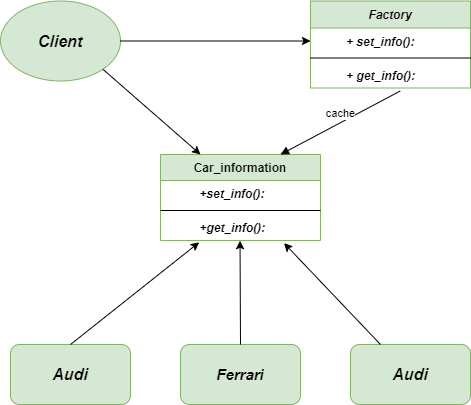 Client
Factory
+ set_info():
+ get_info():
cache
Car_information
+set_info():
+get_info():
Audi
Ferrari
Audi